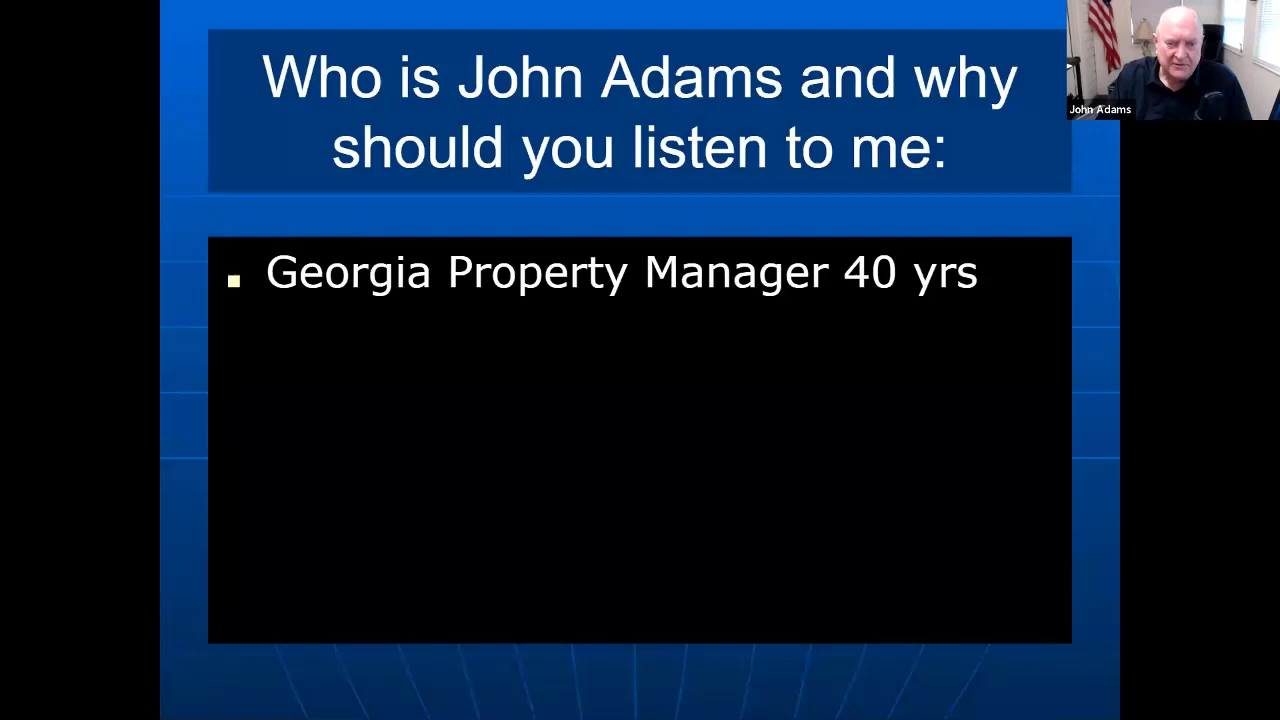 Who is John Adams and why
should you listen to me:
John Adams
Georgia Property Manager 40 yrs